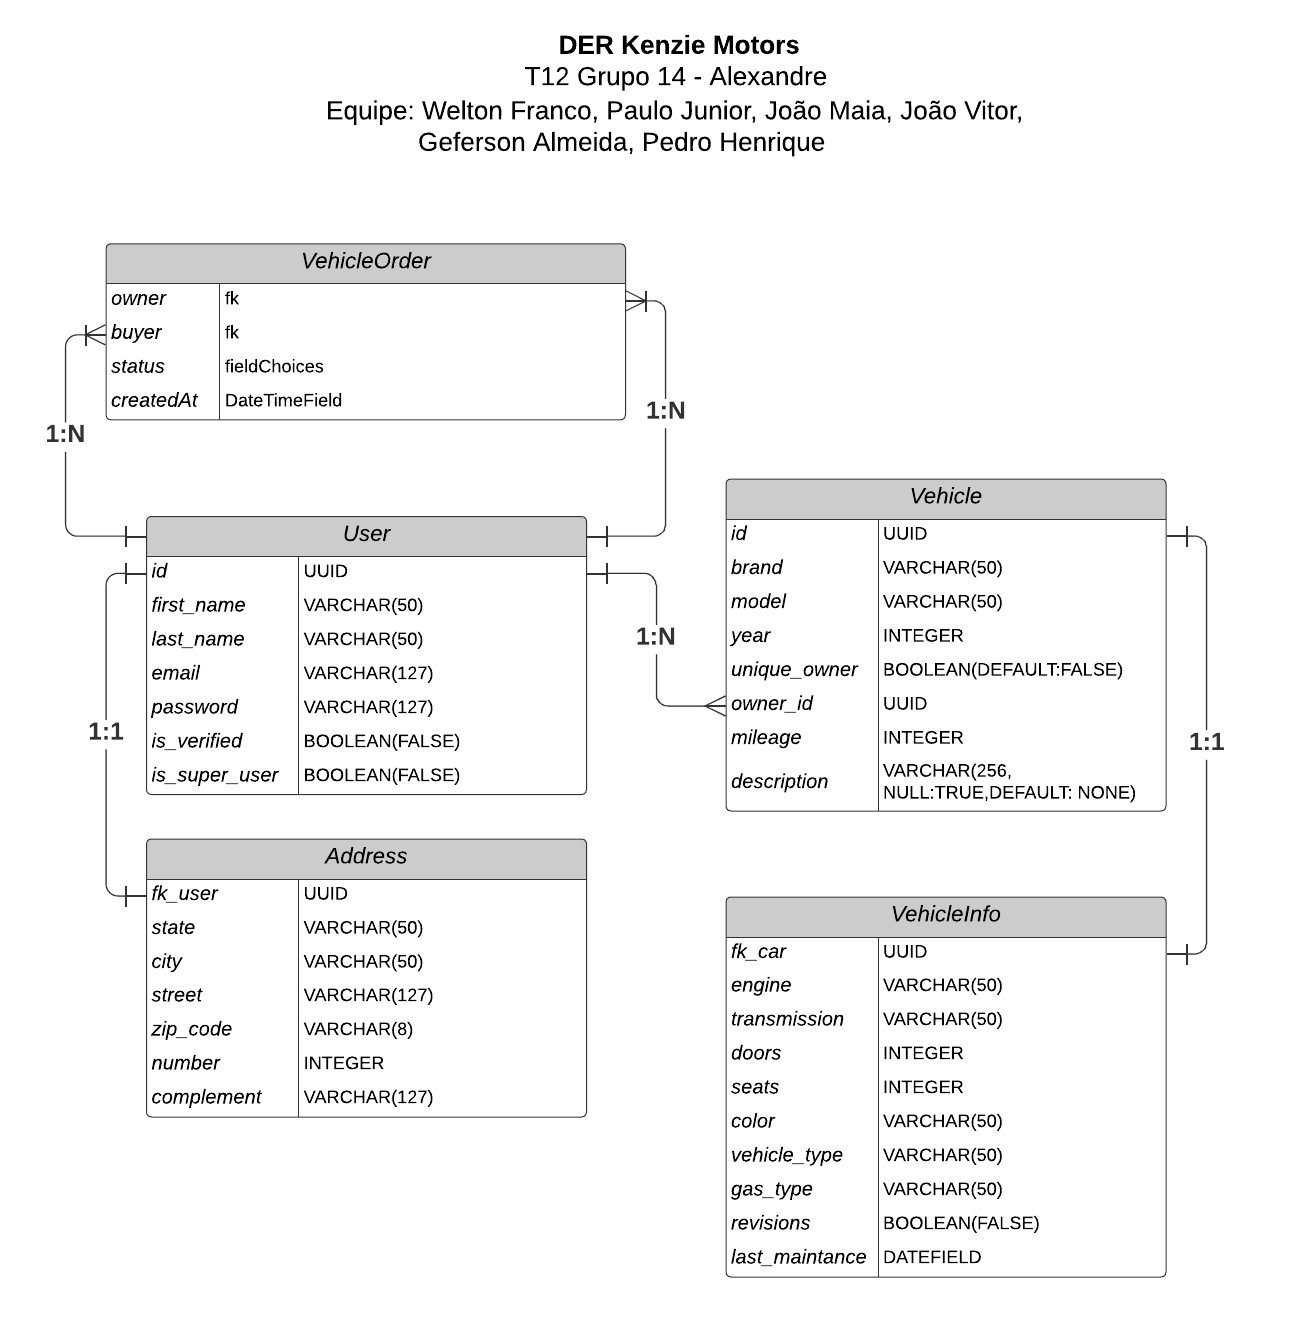 DER Kenzie Motors
T12 Grupo 14 - Alexandre
Equipe: Welton Franco, Paulo Junior, João Maia, João Vitor,
Geferson Almeida, Pedro Henrique
VehicleOrder
owner fk
buyer fk
status fieldChoices
createdAt DateTimeField
1:N
1:N
User
id UUID
first_name VARCHAR(50)
last_name VARCHAR(50)
email VARCHAR(127)
password VARCHAR(127)
is_verified BOOLEAN(FALSE)
is_super_user BOOLEAN(FALSE)
1:N
1:1
Address
fk_user UUID
state VARCHAR(50)
city VARCHAR(50)
street VARCHAR(127)
zip_code VARCHAR(8)
number INTEGER
complement VARCHAR(127)
Vehicle
id UUID
brand VARCHAR(50)
model VARCHAR(50)
year INTEGER
unique_owner BOOLEAN(DEFAULT:FALSE)
owner_id UUID
mileage INTEGER
description VARCHAR(256,
NULL:TRUE,DEFAULT: NONE)
1:1
VehicleInfo
fk_car UUID
engine VARCHAR(50)
transmission VARCHAR(50)
doors INTEGER
seats INTEGER
color VARCHAR(50)
vehicle_type VARCHAR(50)
gas_type VARCHAR(50)
revisions BOOLEAN(FALSE)
last_maintance DATEFIELD